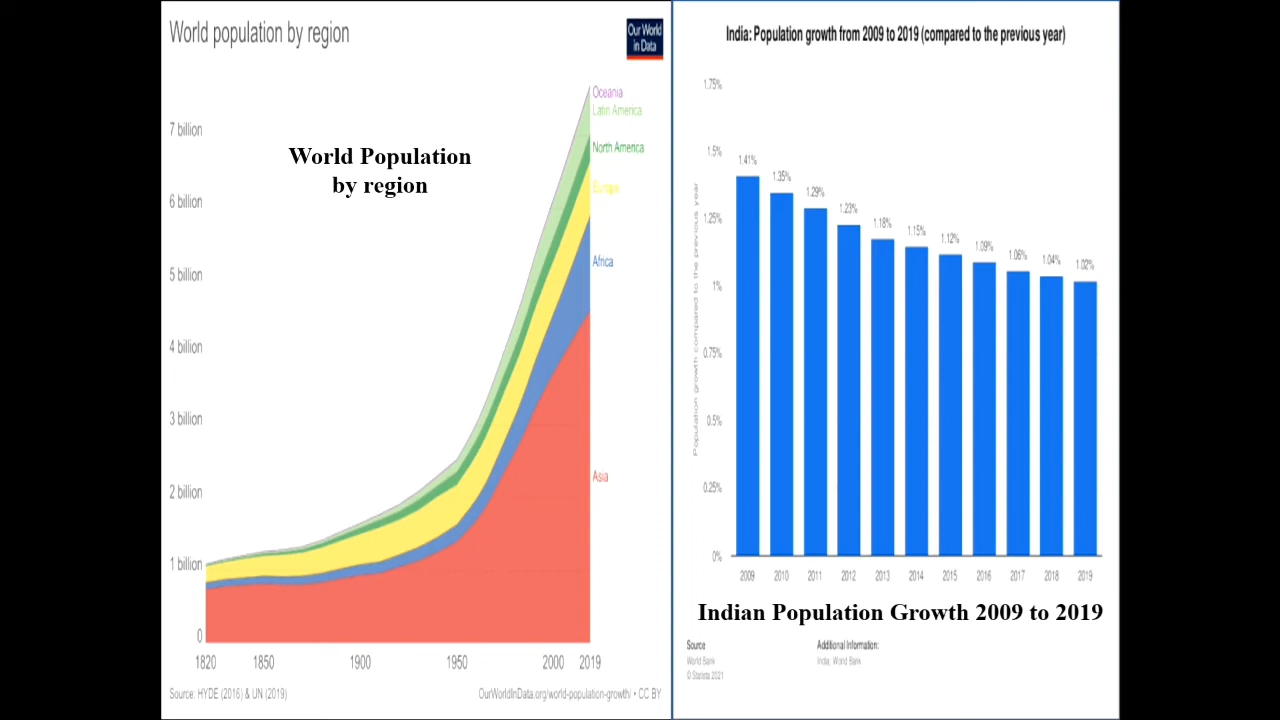 World population by region
Our World
in Data
World Population
by region
Oceania
Latin America
North America
Europe
Africa
Asia
7 billion
6 billion
5 billion
4 billion
3 billion
2 billion
1 billion
0
1820 1850 1900 1950 2000 2019
Source: HYDE (2016) & UN (2019)
OurWorldInData.org/world-population-growth/ • CC BY
India: Population growth from 2009 to 2019 (compared to the previous year)
Population growth compared to the previous year
1.75%
1.5%
1.25%
1%
0.75%
0.5%
0.25%
0%
1.41% 1.35% 1.29% 1.23% 1.18% 1.15% 1.12% 1.09% 1.06% 1.04% 1.02%
2009 2010 2011 2012 2013 2014 2015 2016 2017 2018 2019
Indian Population Growth 2009 to 2019
Source
World Bank
© Statista 2021
Additional Information:
India; World Bank